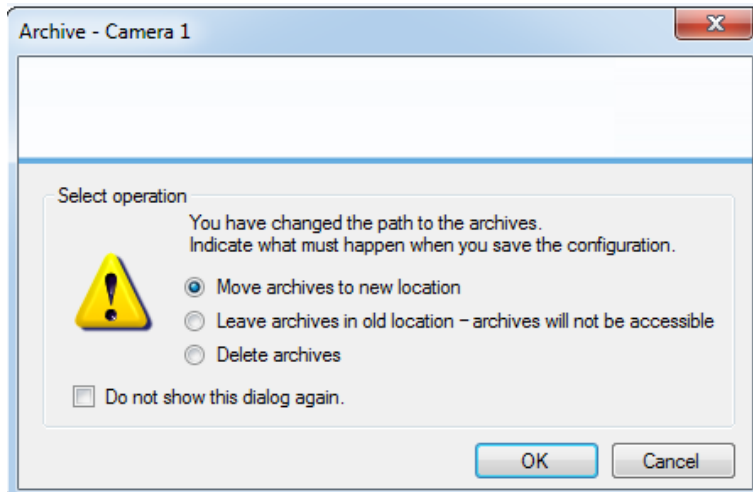 Archive - Camera 1
Select operation
You have changed the path to the archives.
Indicate what must happen when you save the configuration.
Move archives to new location
Leave archives in old location – archives will not be accessible
Delete archives
Do not show this dialog again.
OK
Cancel